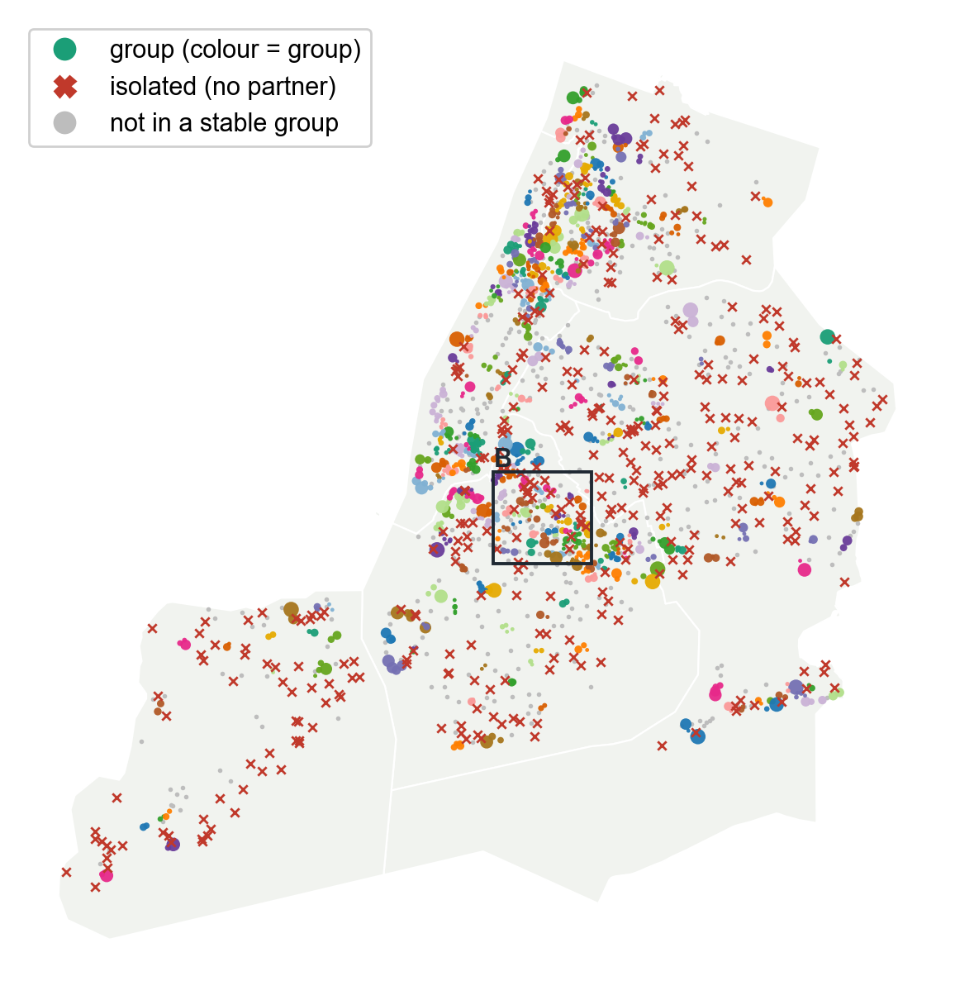 group (colour = group)
isolated (no partner)
not in a stable group
B